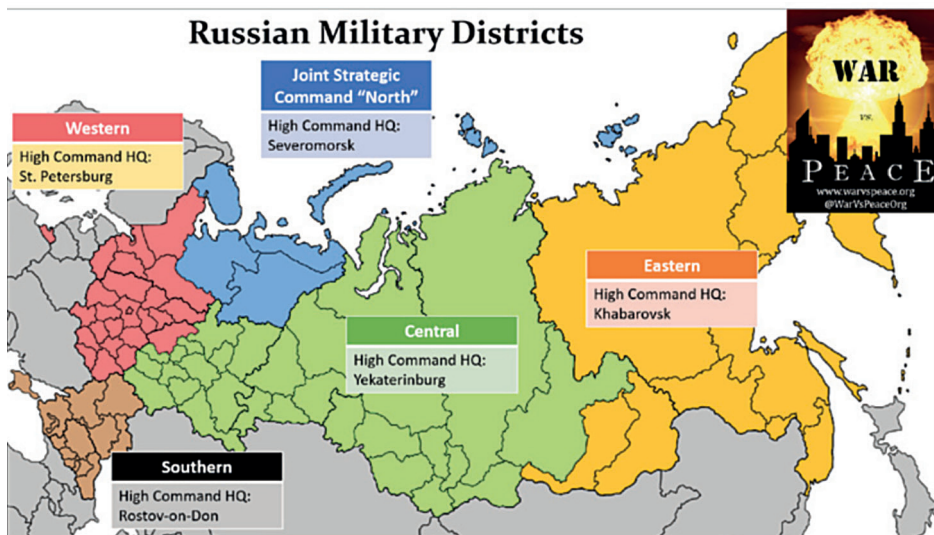 Russian Military Districts
WAR
vs.
PEACE
www.warvspeace.org
@WarVsPeaceOrg
Joint Strategic
Command “North”
High Command HQ:
Severomorsk
Western
High Command HQ:
St. Petersburg
Eastern
High Command HQ:
Khabarovsk
Central
High Command HQ:
Yekaterinburg
Southern
High Command HQ:
Rostov-on-Don